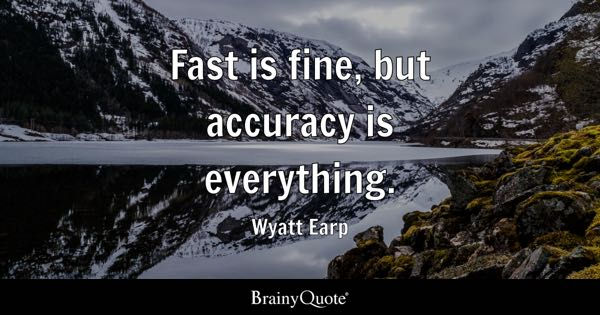 Fast is fine, but
accuracy is
everything.
Wyatt Earp
BrainyQuote®